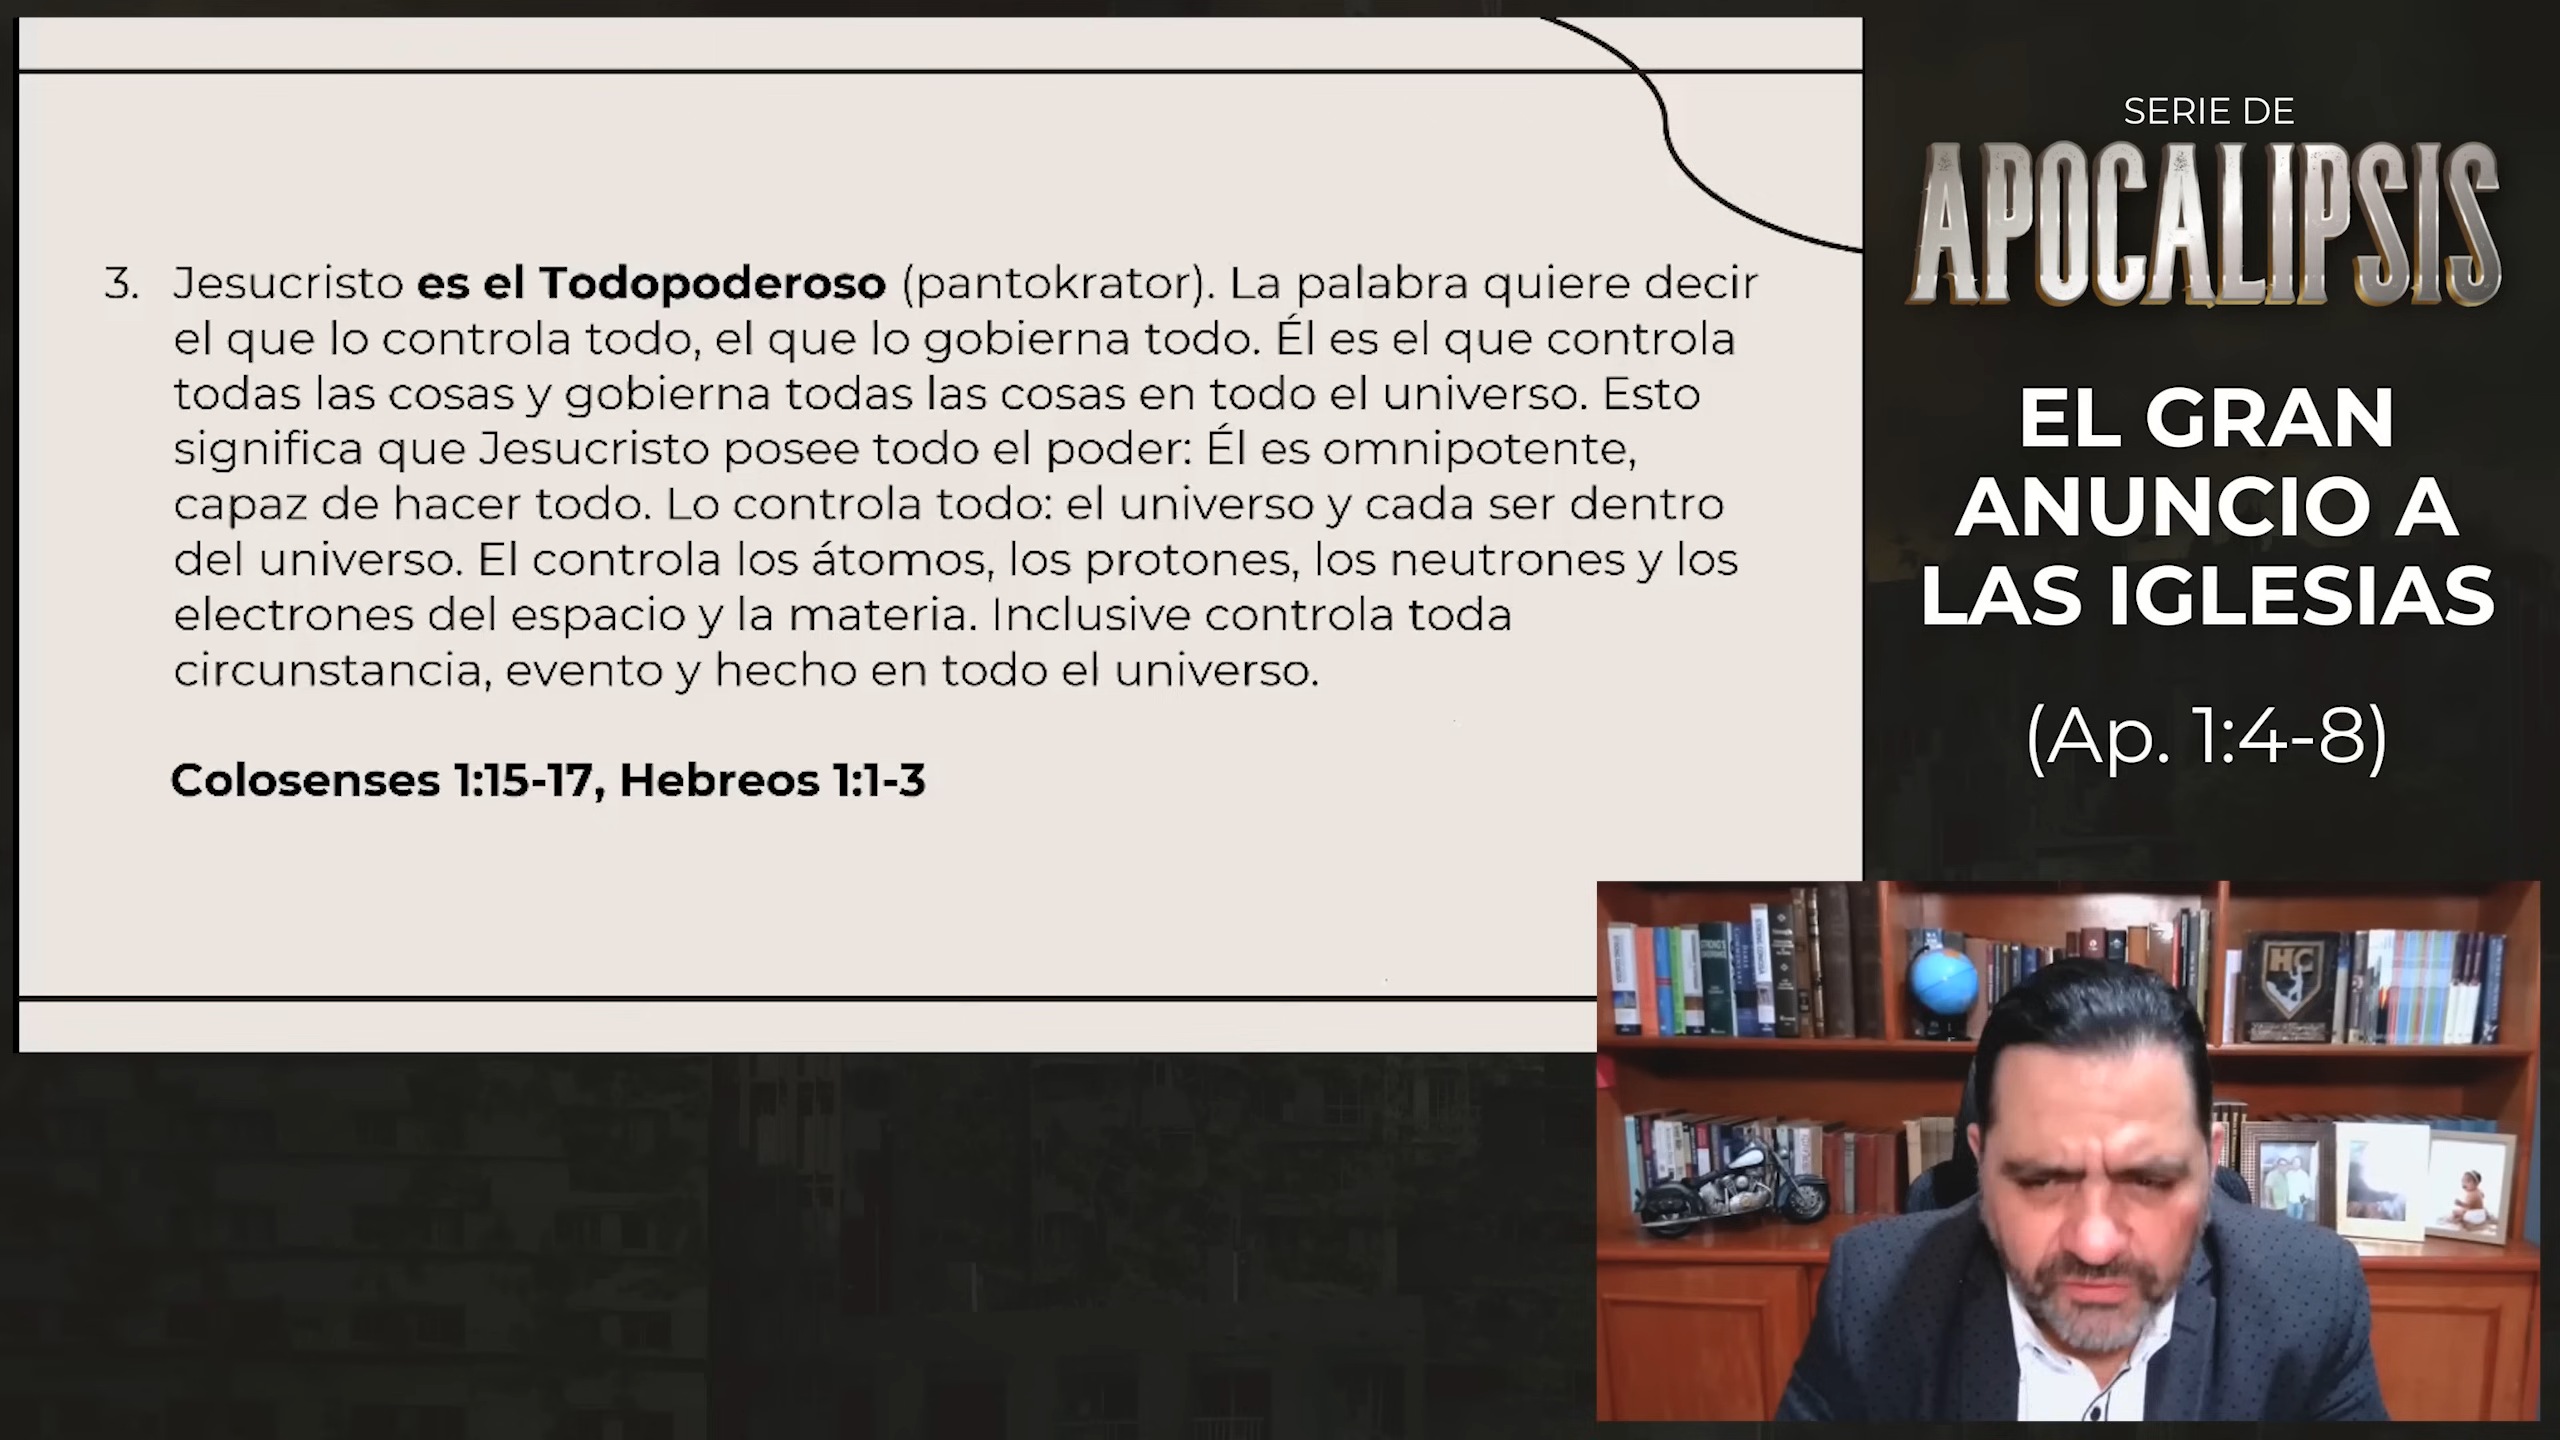 3. Jesucristo es el Todopoderoso (pantokrator). La palabra quiere decir
el que lo controla todo, el que lo gobierna todo. Él es el que controla
todas las cosas y gobierna todas las cosas en todo el universo. Esto
significa que Jesucristo posee todo el poder: Él es omnipotente,
capaz de hacer todo. Lo controla todo: el universo y cada ser dentro
del universo. El controla los átomos, los protones, los neutrones y los
electrones del espacio y la materia. Inclusive controla toda
circunstancia, evento y hecho en todo el universo.
Colosenses 1:15-17, Hebreos 1:1-3
SERIE DE
APOCALIPSIS
EL GRAN
ANUNCIO A
LAS IGLESIAS
(Ap. 1:4-8)
HC